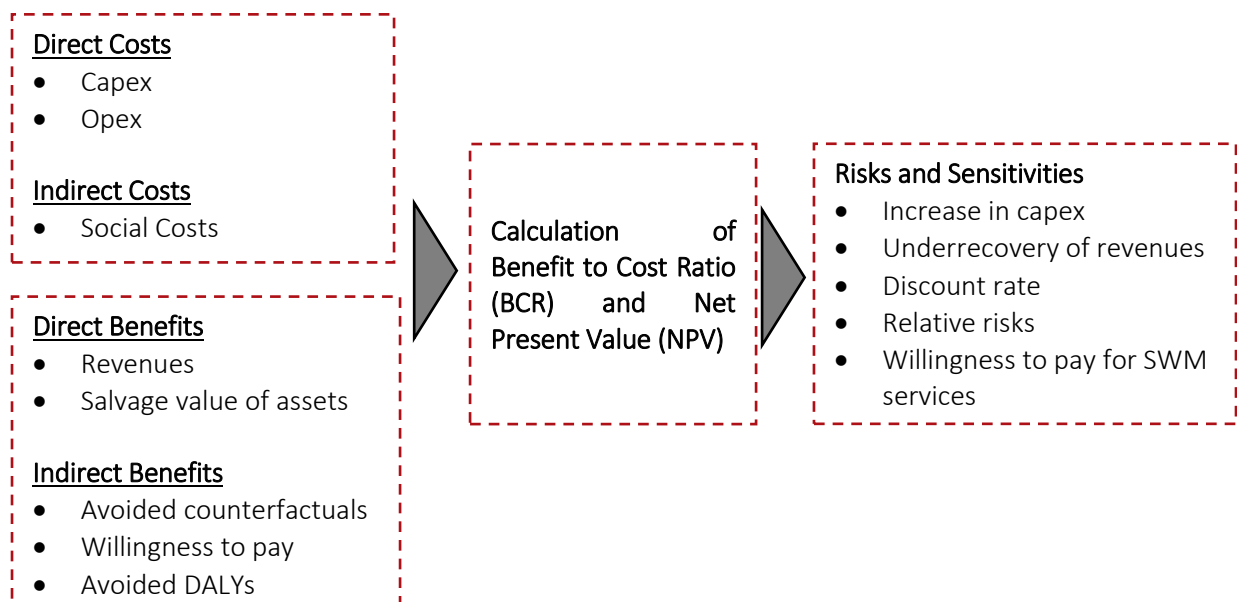 Direct Costs
• Capex
• Opex
Indirect Costs
• Social Costs
Direct Benefits
• Revenues
• Salvage value of assets
Indirect Benefits
• Avoided counterfactuals
• Willingness to pay
• Avoided DALYs
Calculation of
Benefit to Cost Ratio
(BCR) and Net
Present Value (NPV)
Risks and Sensitivities
• Increase in capex
• Underrecovery of revenues
• Discount rate
• Relative risks
• Willingness to pay for SWM
services